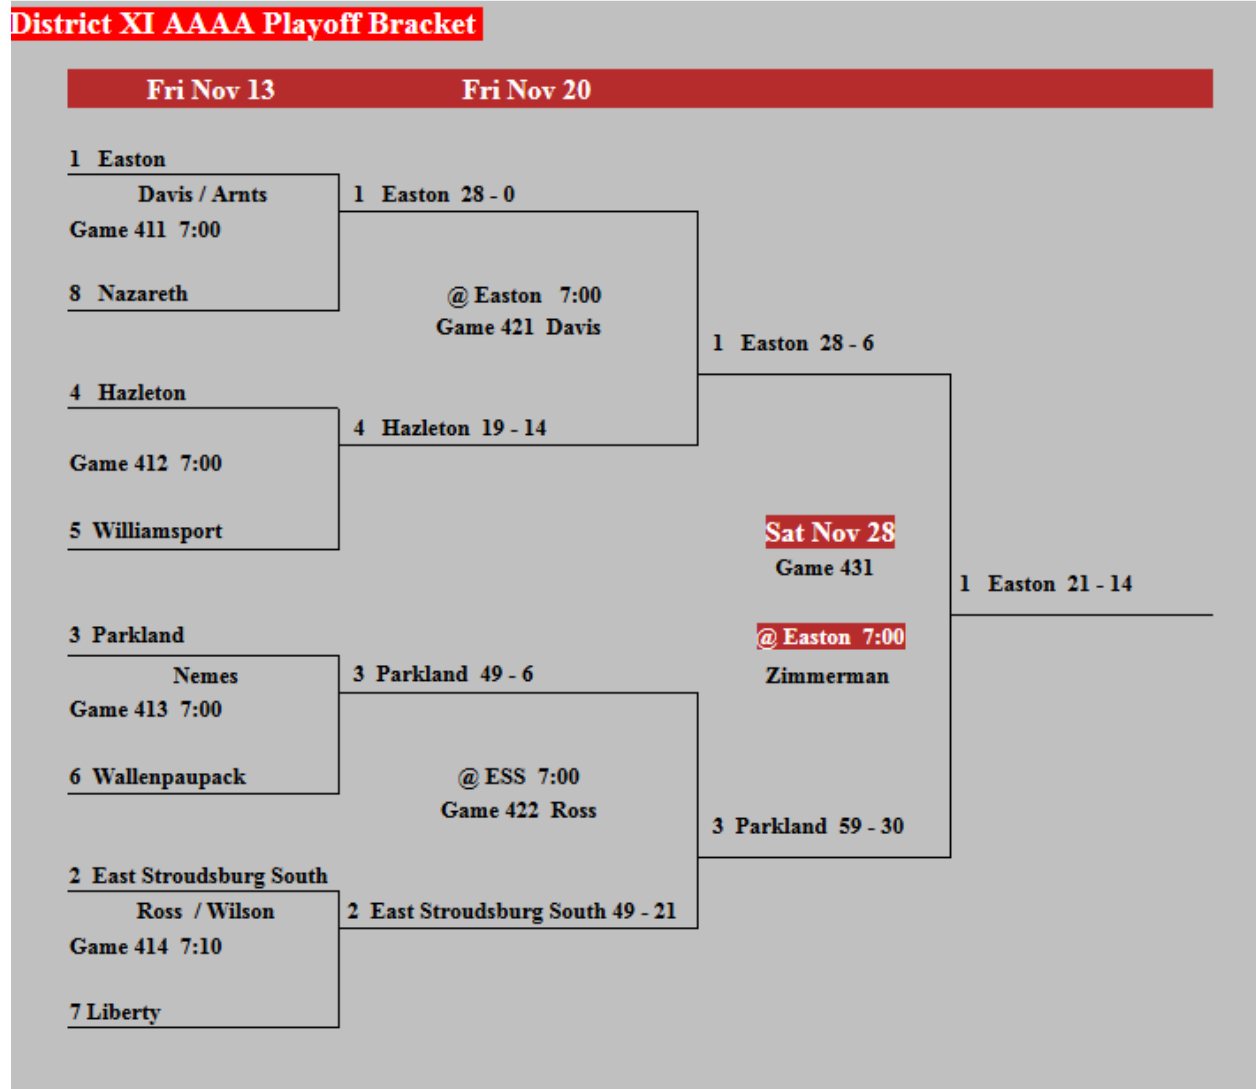 District XI AAAA Playoff Bracket
Fri Nov 13 Fri Nov 20
1 Easton
Davis / Arnts
Game 411 7:00
8 Nazareth
1 Easton 28 - 0
@ Easton 7:00
Game 421 Davis
4 Hazleton
Game 412 7:00
5 Williamsport
4 Hazleton 19 - 14
1 Easton 28 - 6
3 Parkland
Nemes
Game 413 7:00
6 Wallenpaupack
3 Parkland 49 - 6
@ ESS 7:00
Game 422 Ross
2 East Stroudsburg South
Ross / Wilson
Game 414 7:10
7 Liberty
2 East Stroudsburg South 49 - 21
3 Parkland 59 - 30
Sat Nov 28
Game 431
@ Easton 7:00
Zimmerman
1 Easton 21 - 14